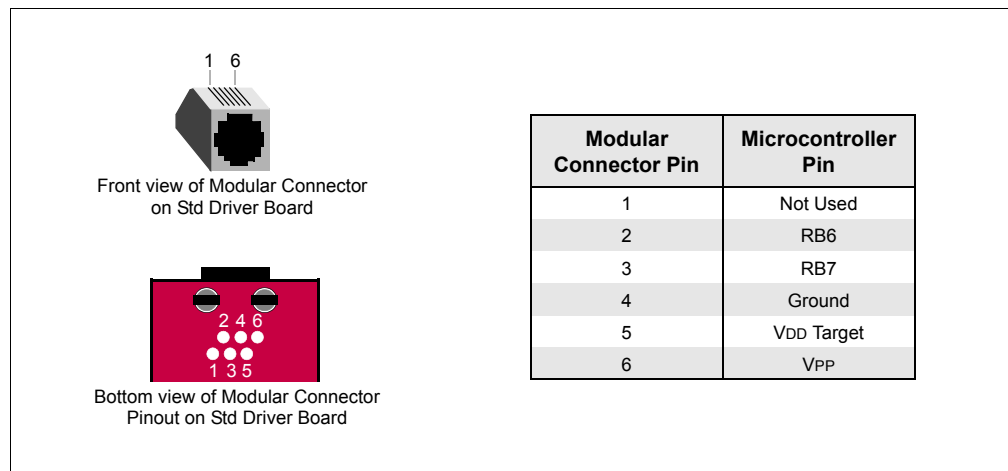 1 6
Front view of Modular Connector
on Std Driver Board
2 4 6
1 3 5
Bottom view of Modular Connector
Pinout on Std Driver Board
Modular
Connector Pin
Microcontroller
Pin
1 Not Used
2 RB6
3 RB7
4 Ground
5 VDD Target
6 VPP